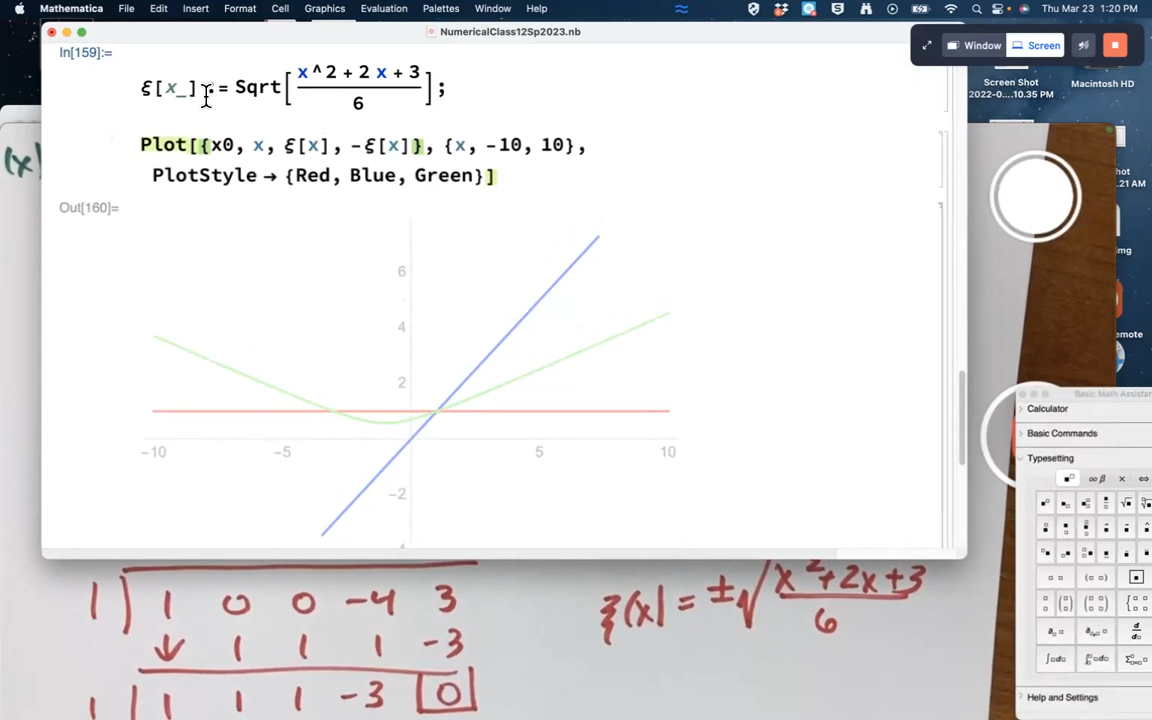 Mathematica File Edit Insert Format Cell Graphics Evaluation Palettes Window Help Thu Mar 23 1:20 PM
NumericalClass12Sp2023.nb
Window Screen
In[159]:=
ξ[x_] := Sqrt[(x^2 + 2 x + 3)/6];
Plot[{x0, x, ξ[x], -ξ[x]}, {x, -10, 10},
PlotStyle → {Red, Blue, Green}]
Out[160]=
6
4
2
-10 -5 5 10
-2
Screen Shot
2022-0...10.35 PM
Macintosh HD
Basic Math Assista
Calculator
Basic Commands
Typesetting
Help and Settings
1 1 0 0 -4 3
↓ 1 1 1 -3
1 1 1 1 -3 0
ξ(x) = ±√((x²+2x+3)/6)